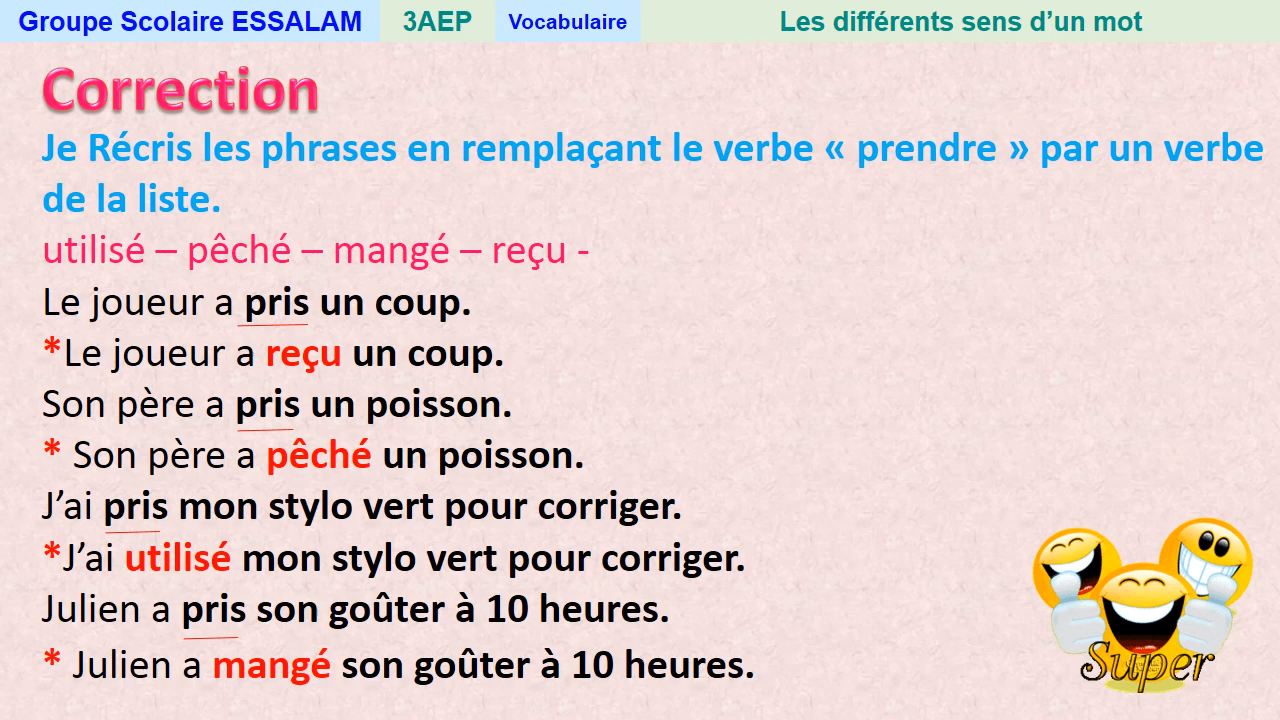 Groupe Scolaire ESSALAM 3AEP Vocabulaire Les différents sens d’un mot
Correction
Je Récris les phrases en remplaçant le verbe « prendre » par un verbe
de la liste.
utilisé – pêché – mangé – reçu -
Le joueur a pris un coup.
*Le joueur a reçu un coup.
Son père a pris un poisson.
* Son père a pêché un poisson.
J’ai pris mon stylo vert pour corriger.
*J’ai utilisé mon stylo vert pour corriger.
Julien a pris son goûter à 10 heures.
* Julien a mangé son goûter à 10 heures.
Super